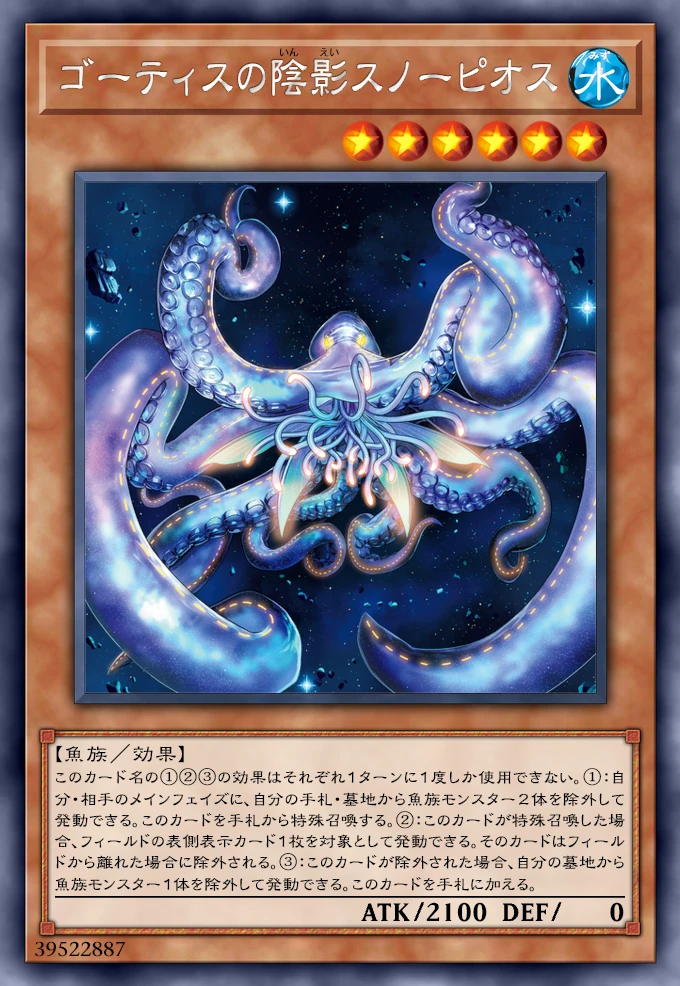 ゴーティスの陰影スノーピオス
いん えい
みず
水
【魚族／効果】
このカード名の①②③の効果はそれぞれ1ターンに1度しか使用できない。①：自
分・相手のメインフェイズに、自分の手札・墓地から魚族モンスター2体を除外して
発動できる。このカードを手札から特殊召喚する。②：このカードが特殊召喚した場
合、フィールドの表側表示カード1枚を対象として発動できる。そのカードはフィール
ドから離れた場合に除外される。③：このカードが除外された場合、自分の墓地から
魚族モンスター1体を除外して発動できる。このカードを手札に加える。
ATK/2100 DEF/ 0
39522887